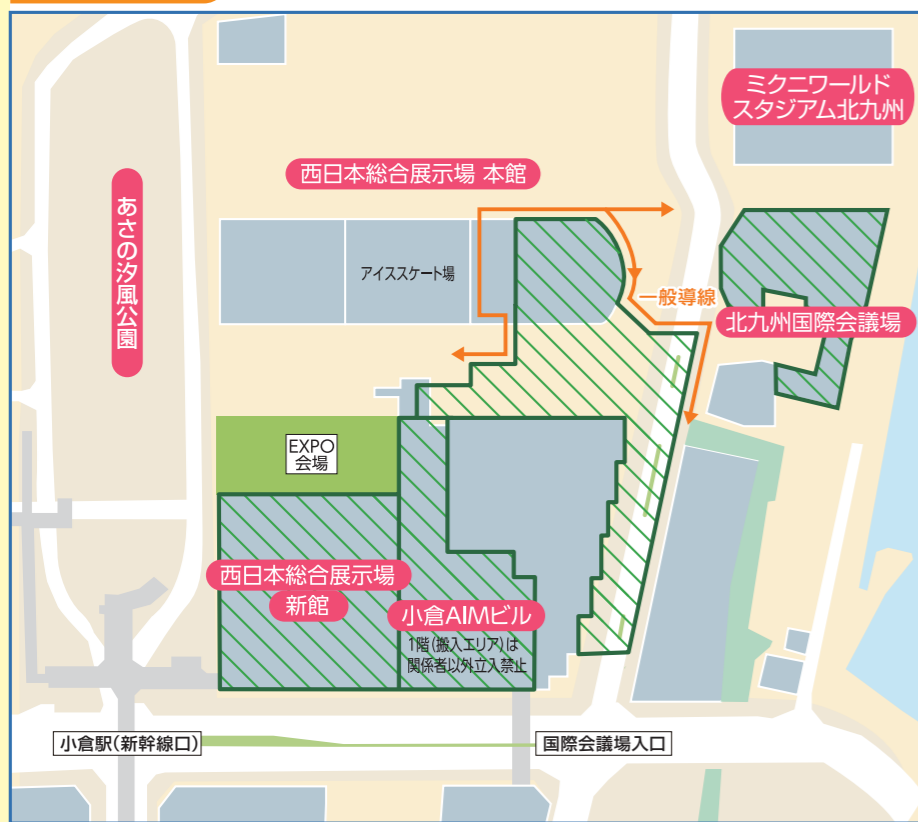 ミクニワールド
スタジアム北九州
西日本総合展示場 本館
あさの汐風公園
アイススケート場
一般導線
北九州国際会議場
EXPO
会場
西日本総合展示場
新館
小倉AIMビル
1階(搬入エリア)は
関係者以外立入禁止
小倉駅(新幹線口)
国際会議場入口